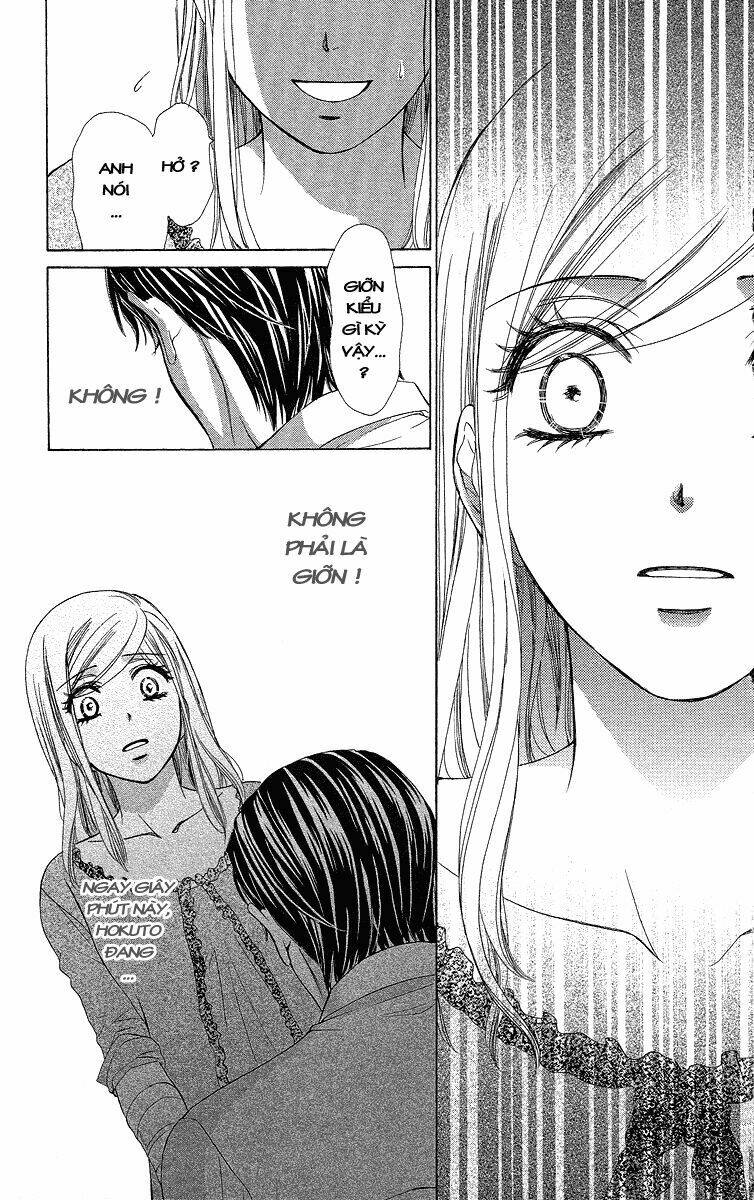 HỞ ?
ANH
NÓI
...
GIỠN
KIỂU
GÌ KỲ
VẬY...
?
KHÔNG !
KHÔNG
PHẢI LÀ
GIỠN !
NGAY GIÂY
PHÚT NÀY,
HOKUTO
ĐANG
...